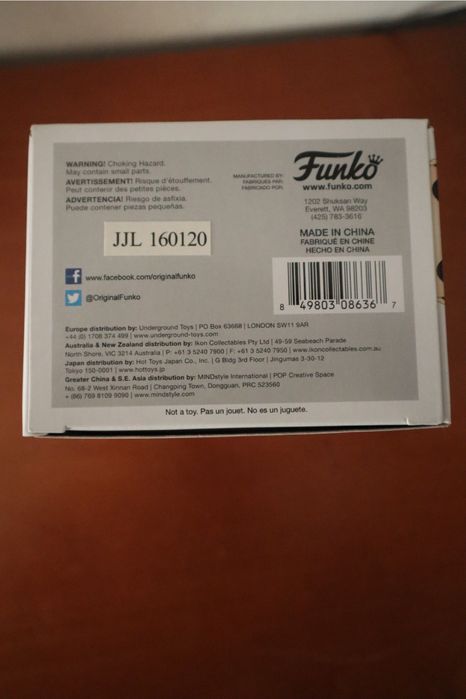 WARNING! Choking Hazard.
May contain small parts.
AVERTISSEMENT! Risque d'étouffement.
Peut contenir des petites pièces.
ADVERTENCIA! Riesgo de asfixia.
Puede contener piezas pequeñas.
JJL 160120
www.facebook.com/originalfunko
@OriginalFunko
MANUFACTURED BY:
FABRIQUÉS PAR:
FABRICADO POR:
Funko
www.funko.com
1202 Shuksan Way
Everett, WA 98203
(425) 783-3616
MADE IN CHINA
FABRIQUÉ EN CHINE
HECHO EN CHINA
8 49803 08636 7
Europe distribution by: Underground Toys | PO Box 63668 | LONDON SW11 9AR
+44 (0) 1708 374 499 | www.underground-toys.com
Australia & New Zealand distribution by: Ikon Collectables Pty Ltd | 49-59 Seabeach Parade
North Shore, VIC 3214 Australia | P: +61 3 5240 7900 | F: +61 3 5240 7950 | www.ikoncollectables.com.au
Japan distribution by: Hot Toys Japan Co., Inc. | G Bldg 3rd Floor | Jingumas 3-30-12
Tokyo 150-0001 | www.hottoys.jp
Greater China & S.E. Asia distribution by: MINDstyle International | POP Creative Space
No. 68-2 West Xinnan Road | Changping Town, Dongguan, PRC 523560
+ (86) 769 8109 9090 | www.mindstyle.com
Not a toy. Pas un jouet. No es un juguete.